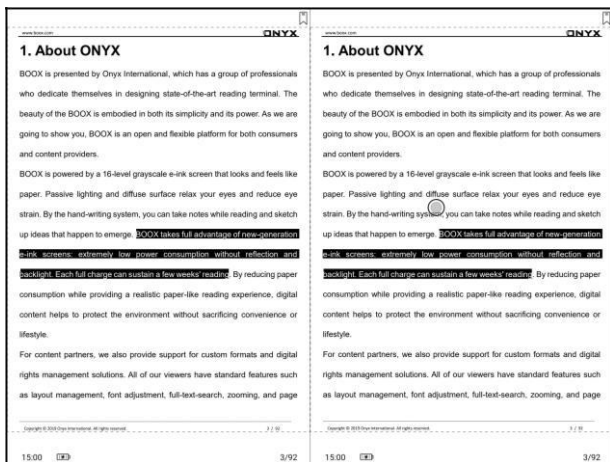 www.boox.com
ONYX
1. About ONYX
BOOX is presented by Onyx International, which has a group of professionals
who dedicate themselves in designing state-of-the-art reading terminal. The
beauty of the BOOX is embodied in both its simplicity and its power. As we are
going to show you, BOOX is an open and flexible platform for both consumers
and content providers.
BOOX is powered by a 16-level grayscale e-ink screen that looks and feels like
paper. Passive lighting and diffuse surface relax your eyes and reduce eye
strain. By the hand-writing system, you can take notes while reading and sketch
up ideas that happen to emerge. BOOX takes full advantage of new-generation
e-ink screens: extremely low power consumption without reflection and
backlight. Each full charge can sustain a few weeks' reading. By reducing paper
consumption while providing a realistic paper-like reading experience, digital
content helps to protect the environment without sacrificing convenience or
lifestyle.
For content partners, we also provide support for custom formats and digital
rights management solutions. All of our viewers have standard features such
as layout management, font adjustment, full-text-search, zooming, and page
Copyright © 2018 Onyx International. All rights reserved.
15:00
3/92
www.boox.com
ONYX
1. About ONYX
BOOX is presented by Onyx International, which has a group of professionals
who dedicate themselves in designing state-of-the-art reading terminal. The
beauty of the BOOX is embodied in both its simplicity and its power. As we are
going to show you, BOOX is an open and flexible platform for both consumers
and content providers.
BOOX is powered by a 16-level grayscale e-ink screen that looks and feels like
paper. Passive lighting and diffuse surface relax your eyes and reduce eye
strain. By the hand-writing system, you can take notes while reading and sketch
up ideas that happen to emerge. BOOX takes full advantage of new-generation
e-ink screens: extremely low power consumption without reflection and
backlight. Each full charge can sustain a few weeks' reading. By reducing paper
consumption while providing a realistic paper-like reading experience, digital
content helps to protect the environment without sacrificing convenience or
lifestyle.
For content partners, we also provide support for custom formats and digital
rights management solutions. All of our viewers have standard features such
as layout management, font adjustment, full-text-search, zooming, and page
Copyright © 2018 Onyx International. All rights reserved.
15:00
3/92